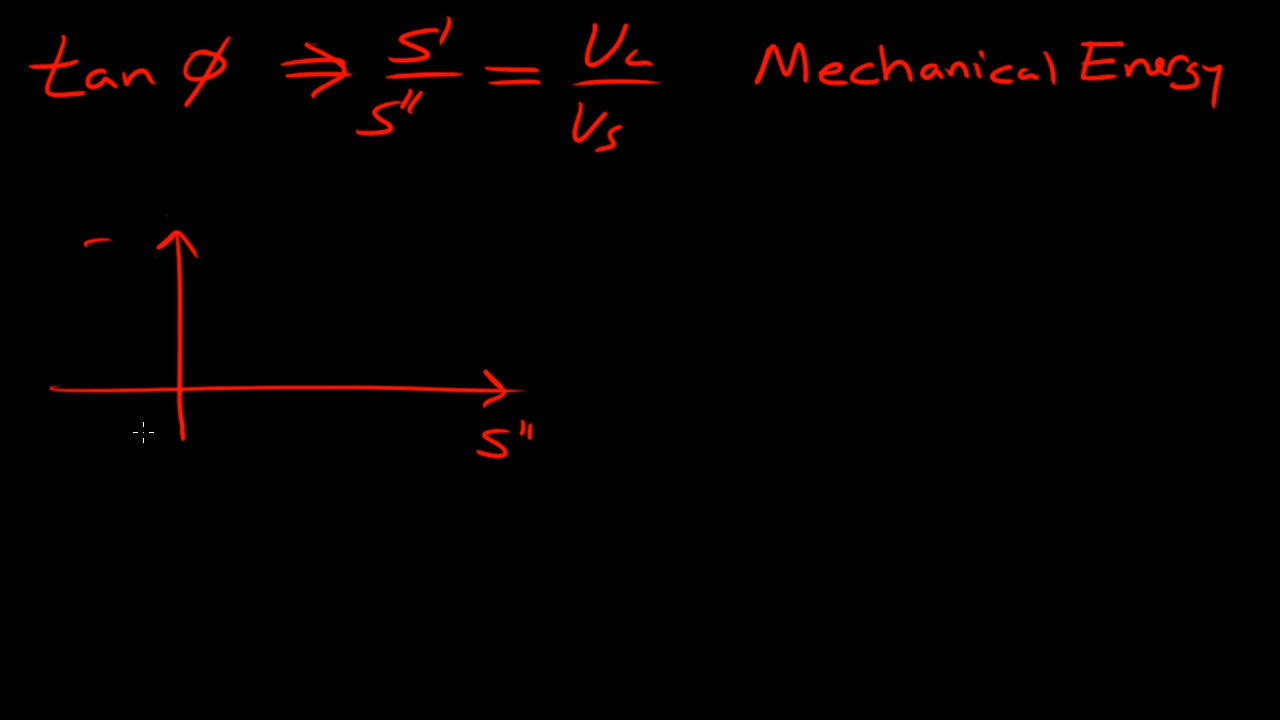 tan φ ⇒ S'/S'' = Uc/Us Mechanical Energy
S''